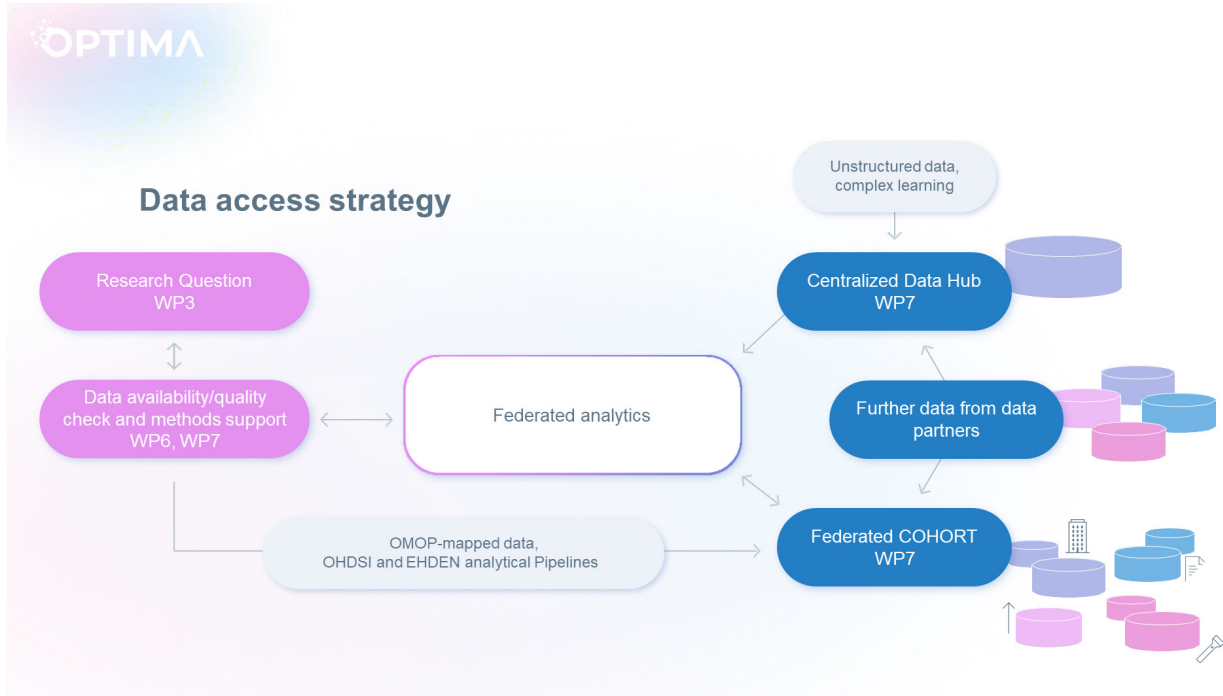 OPTIMA
Data access strategy
Unstructured data,
complex learning
Research Question
WP3
Centralized Data Hub
WP7
Data availability/quality
check and methods support
WP6, WP7
Federated analytics
Further data from data
partners
OMOP-mapped data,
OHDSI and EHDEN analytical Pipelines
Federated COHORT
WP7